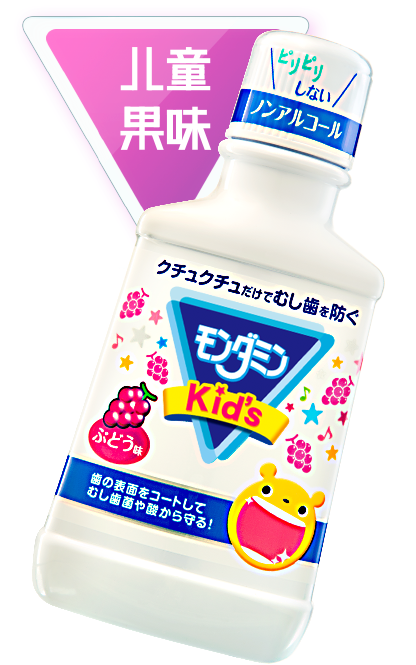 儿童
果味
ピリピリ
しない
ノンアルコール
クチュクチュだけでむし歯を防ぐ
モンダミン
Kid's
ぶどう味
歯の表面をコートして
むし歯菌や酸から守る!